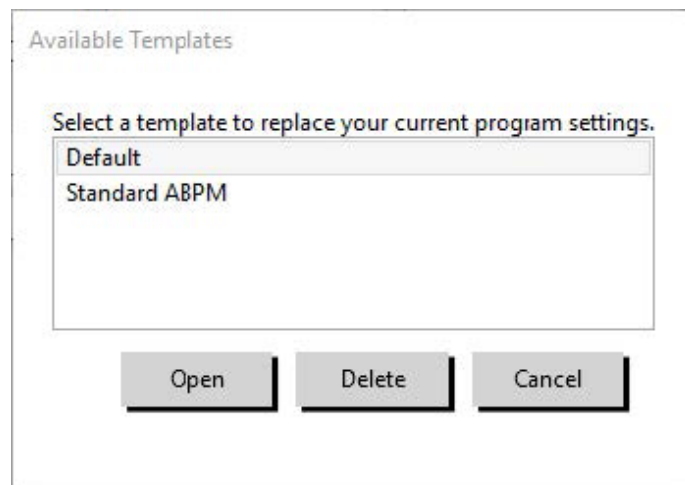 Available Templates
Select a template to replace your current program settings.
Default
Standard ABPM
Open Delete Cancel